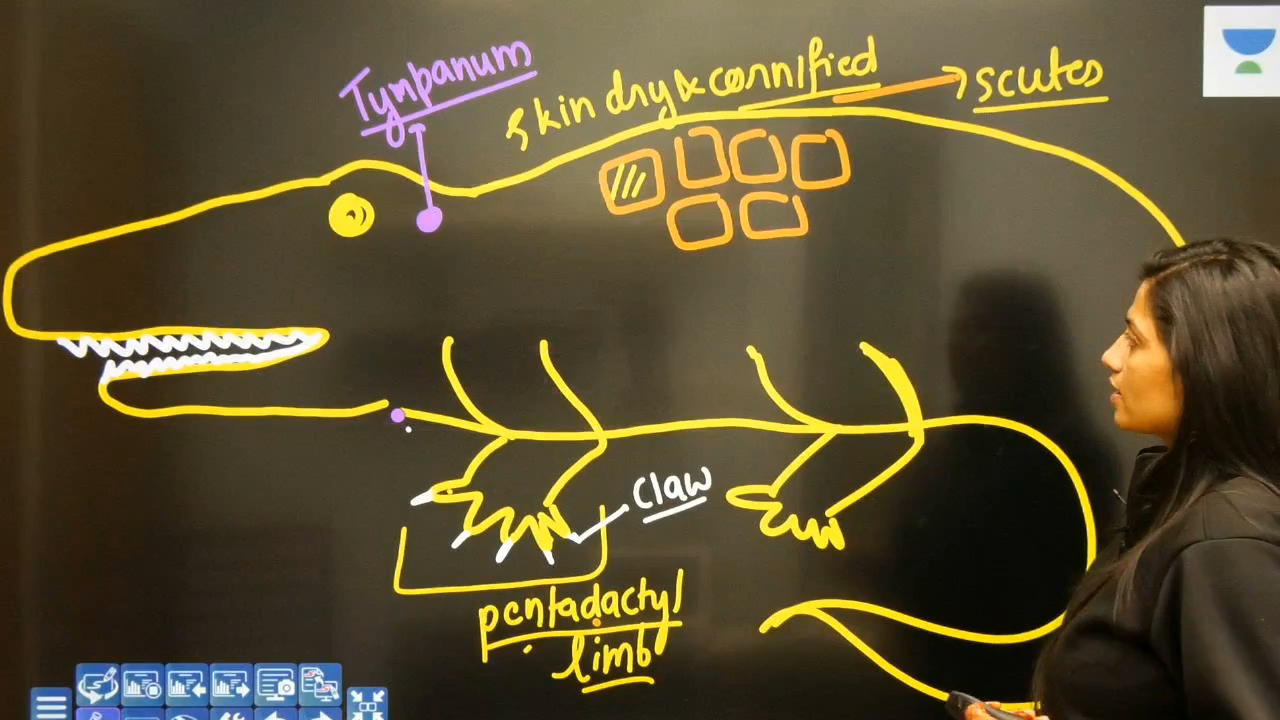 Tympanum
skin dry & cornified → scutes
claw
pentadactyl
limb